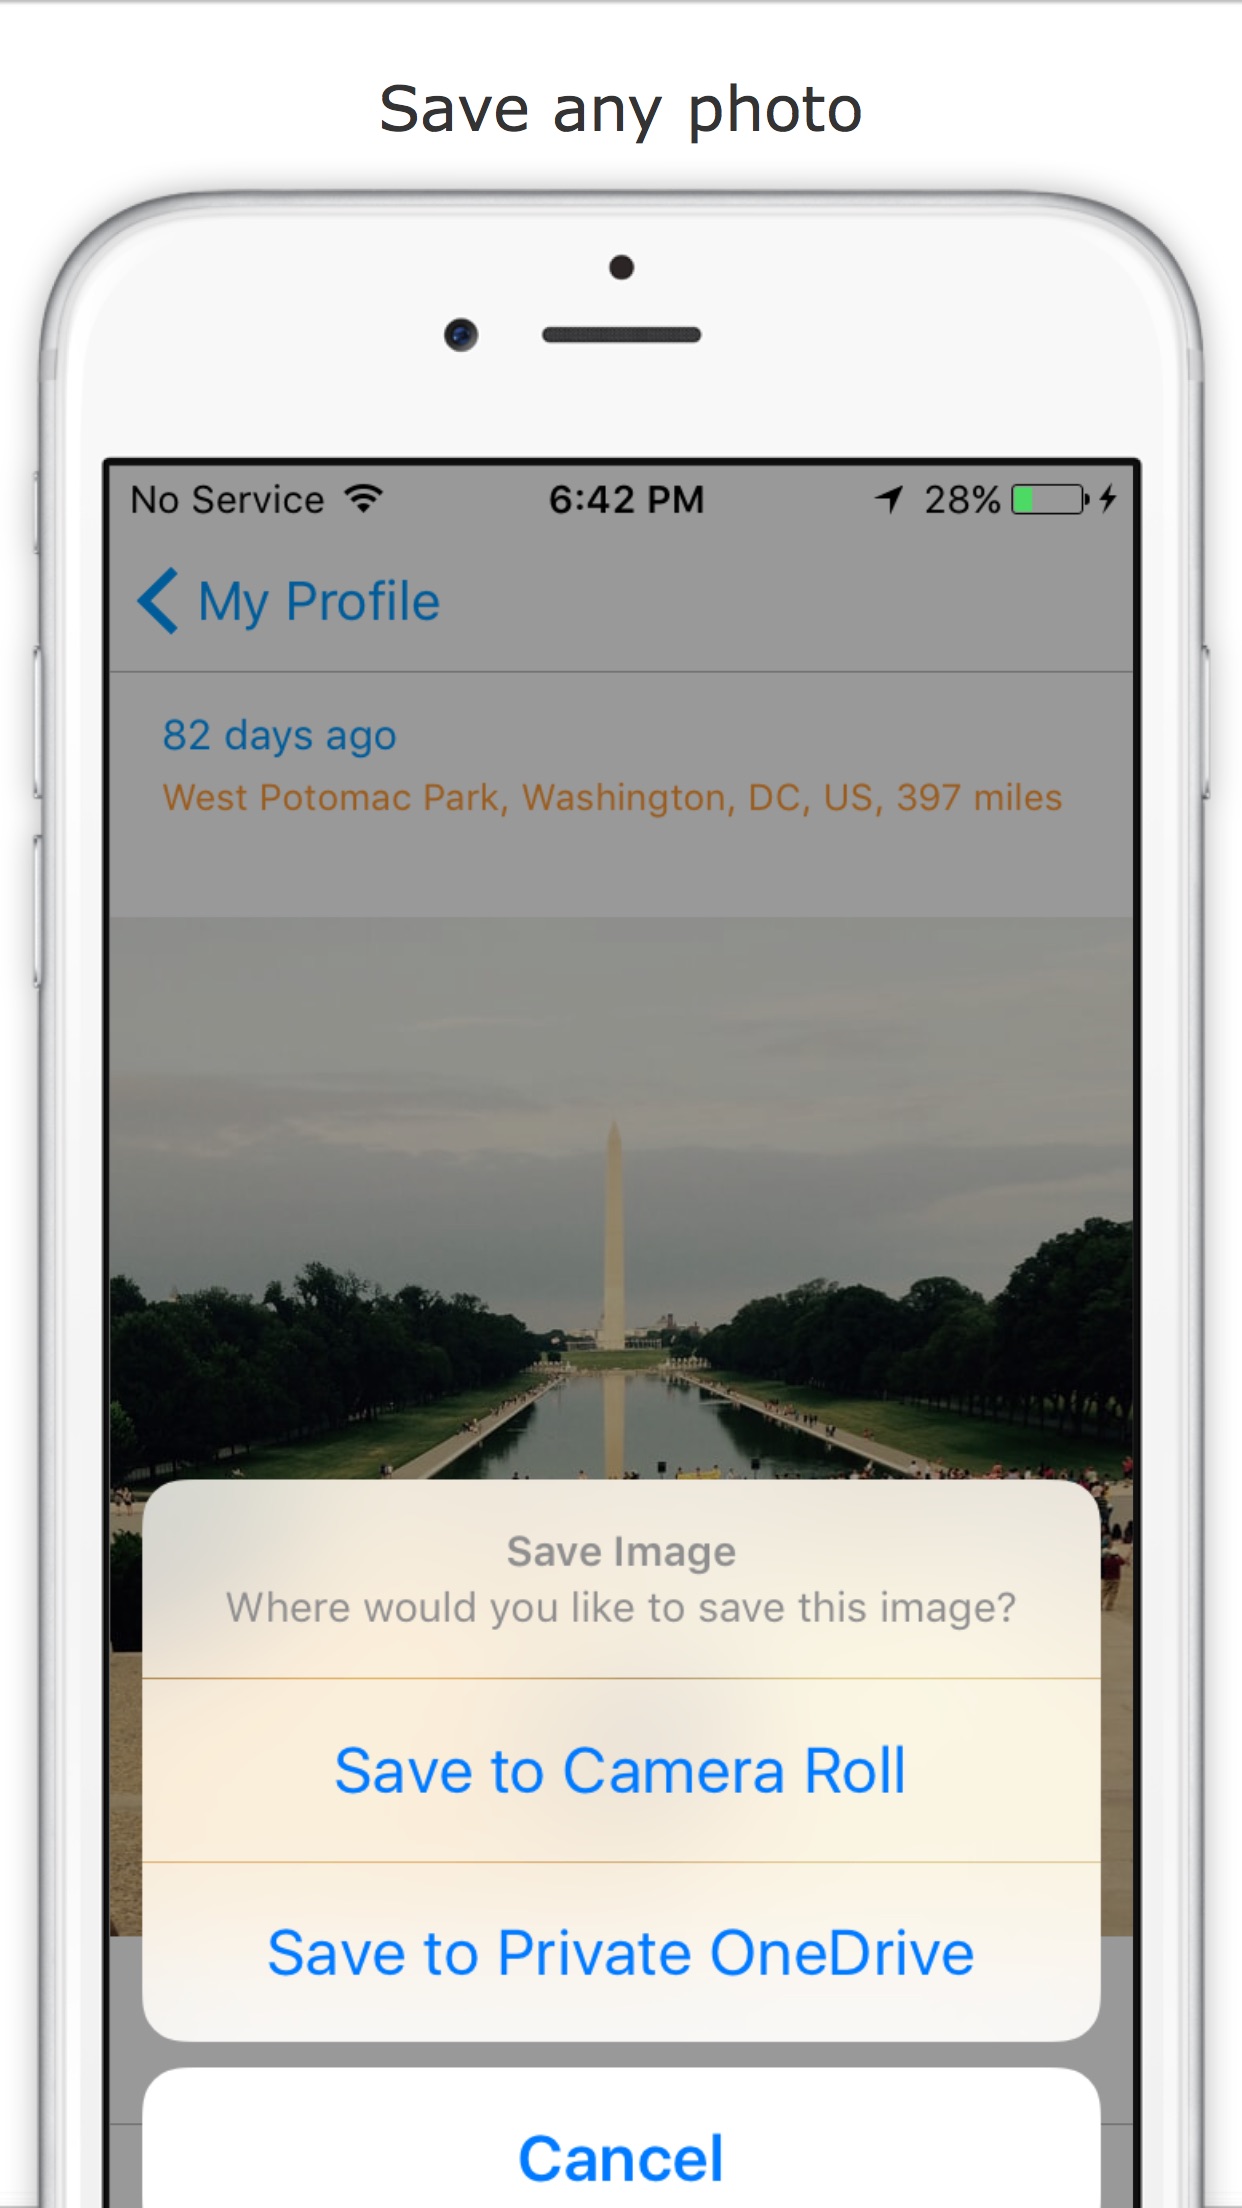 Save any photo
No Service 6:42 PM 28%
My Profile
82 days ago
West Potomac Park, Washington, DC, US, 397 miles
Save Image
Where would you like to save this image?
Save to Camera Roll
Save to Private OneDrive
Cancel